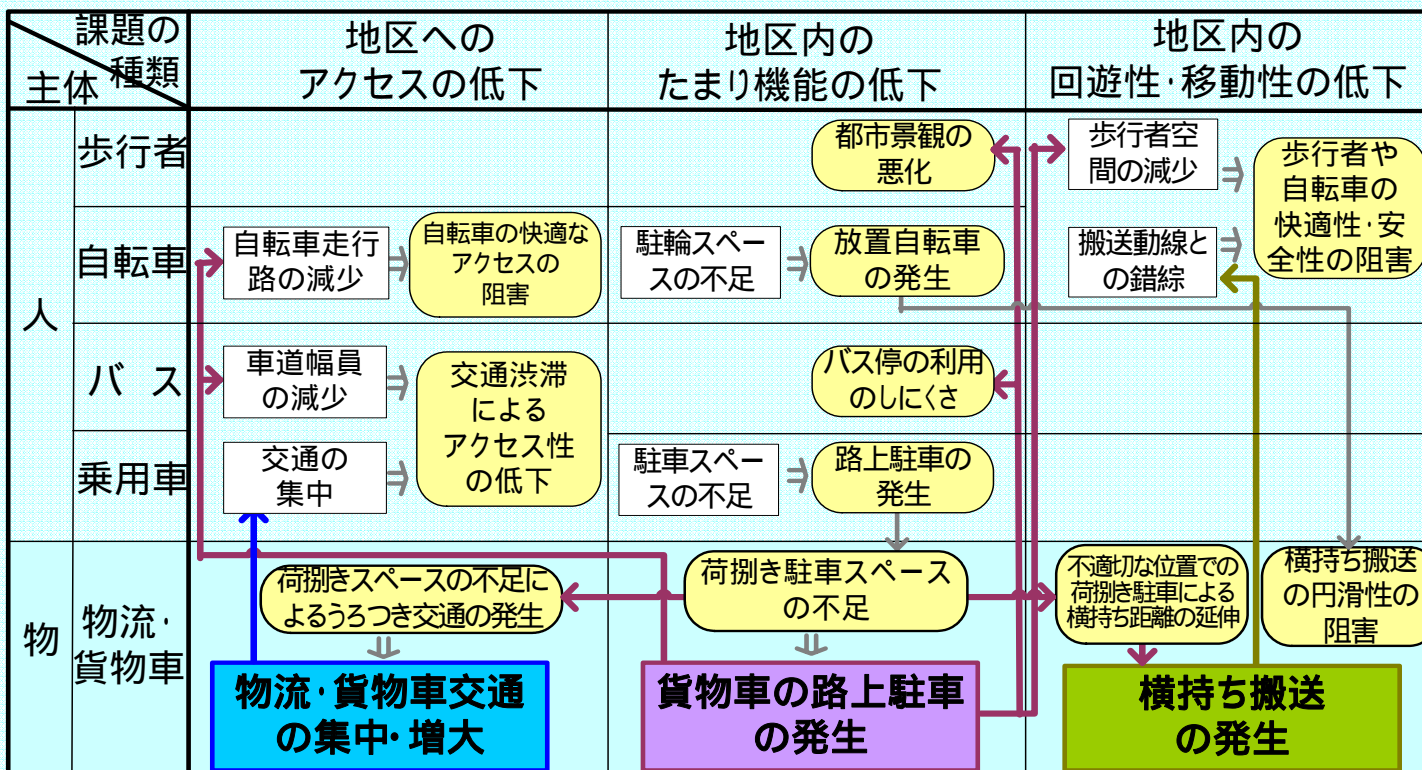 課題の
種類
主体
地区への
アクセスの低下
地区内の
たまり機能の低下
地区内の
回遊性・移動性の低下
人
歩行者
都市景観の
悪化
歩行者空
間の減少
歩行者や
自転車の
快適性・安
全性の阻害
自転車
自転車走行
路の減少
自転車の快適な
アクセスの
阻害
駐輪スペー
スの不足
放置自転車
の発生
搬送動線と
の錯綜
バス
車道幅員
の減少
交通渋滞
による
アクセス性
の低下
バス停の利用
のしにくさ
乗用車
交通の
集中
駐車スペー
スの不足
路上駐車の
発生
物
物流・
貨物車
荷捌きスペースの不足に
よるうろつき交通の発生
荷捌き駐車スペース
の不足
不適切な位置での
荷捌き駐車による
横持ち距離の延伸
横持ち搬送
の円滑性の
阻害
物流・貨物車交通
の集中・増大
貨物車の路上駐車
の発生
横持ち搬送
の発生